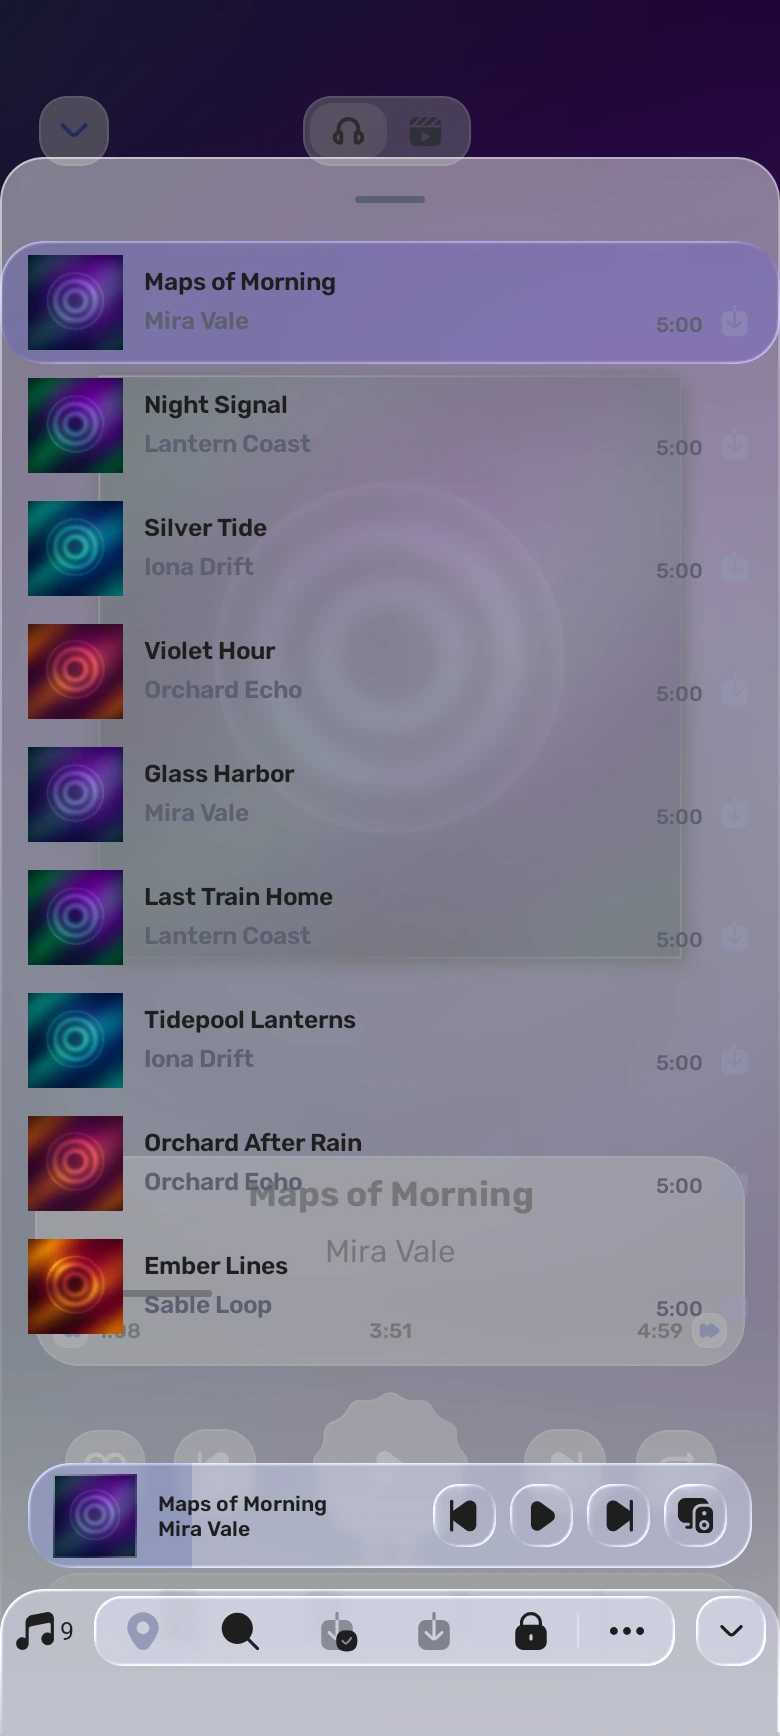 Maps of Morning
Mira Vale
5:00
Night Signal
Lantern Coast
5:00
Silver Tide
Iona Drift
5:00
Violet Hour
Orchard Echo
5:00
Glass Harbor
Mira Vale
5:00
Last Train Home
Lantern Coast
5:00
Tidepool Lanterns
Iona Drift
5:00
Orchard After Rain
Orchard Echo
5:00
Maps of Morning
Mira Vale
Ember Lines
Sable Loop
5:00
3:51
4:59
Maps of Morning
Mira Vale
9